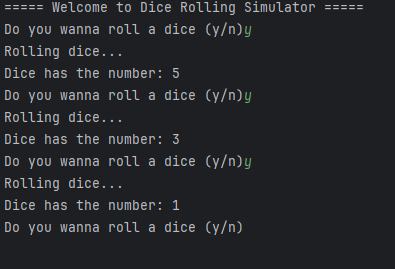 ===== Welcome to Dice Rolling Simulator =====
Do you wanna roll a dice (y/n)y
Rolling dice...
Dice has the number: 5
Do you wanna roll a dice (y/n)y
Rolling dice...
Dice has the number: 3
Do you wanna roll a dice (y/n)y
Rolling dice...
Dice has the number: 1
Do you wanna roll a dice (y/n)